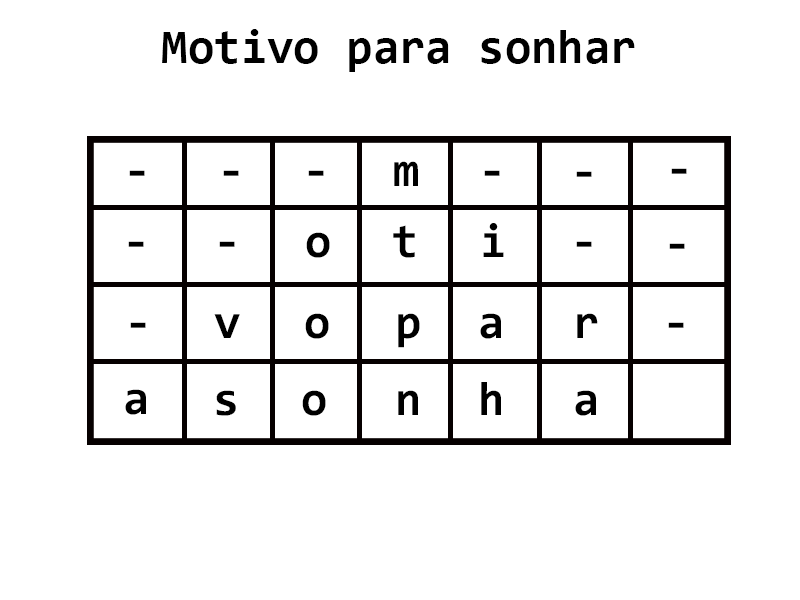 Motivo para sonhar
- - - m - - -
- - o t i - -
- v o p a r -
a s o n h a